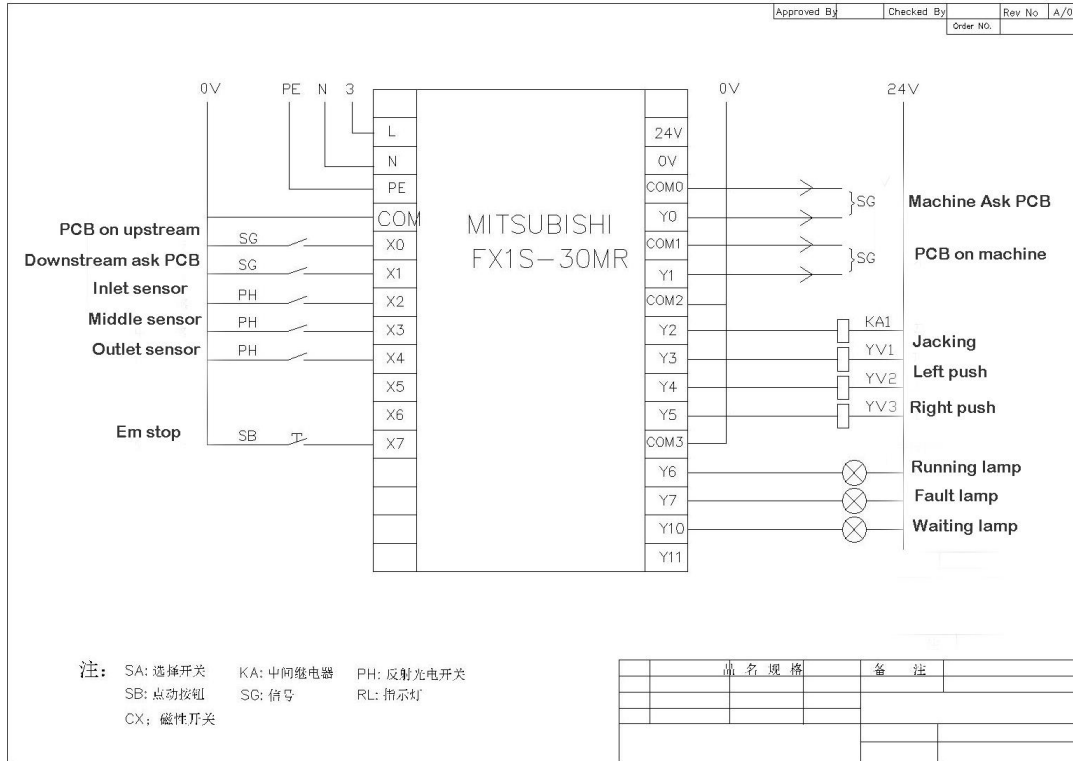 Approved By Checked By Rev No A/0
Order NO.
0V PE N 3 0V 24V
L 24V
N 0V
PE COM0
COM Y0
SG Machine Ask PCB
MITSUBISHI
FX1S-30MR
PCB on upstream SG X0 COM1
Downstream ask PCB SG X1 Y1
SG PCB on machine
Inlet sensor PH X2 COM2
Middle sensor PH X3 Y2 KA1
Outlet sensor PH X4 Y3 YV1 Jacking
X5 Y4 YV2 Left push
X6 Y5 YV3 Right push
Em stop SB X7 COM3
Y6 Running lamp
Y7 Fault lamp
Y10 Waiting lamp
Y11
注: SA: 选择开关 KA: 中间继电器 PH: 反射光电开关
SB: 点动按钮 SG: 信号 RL: 指示灯
CX: 磁性开关
品 名 规 格 备 注